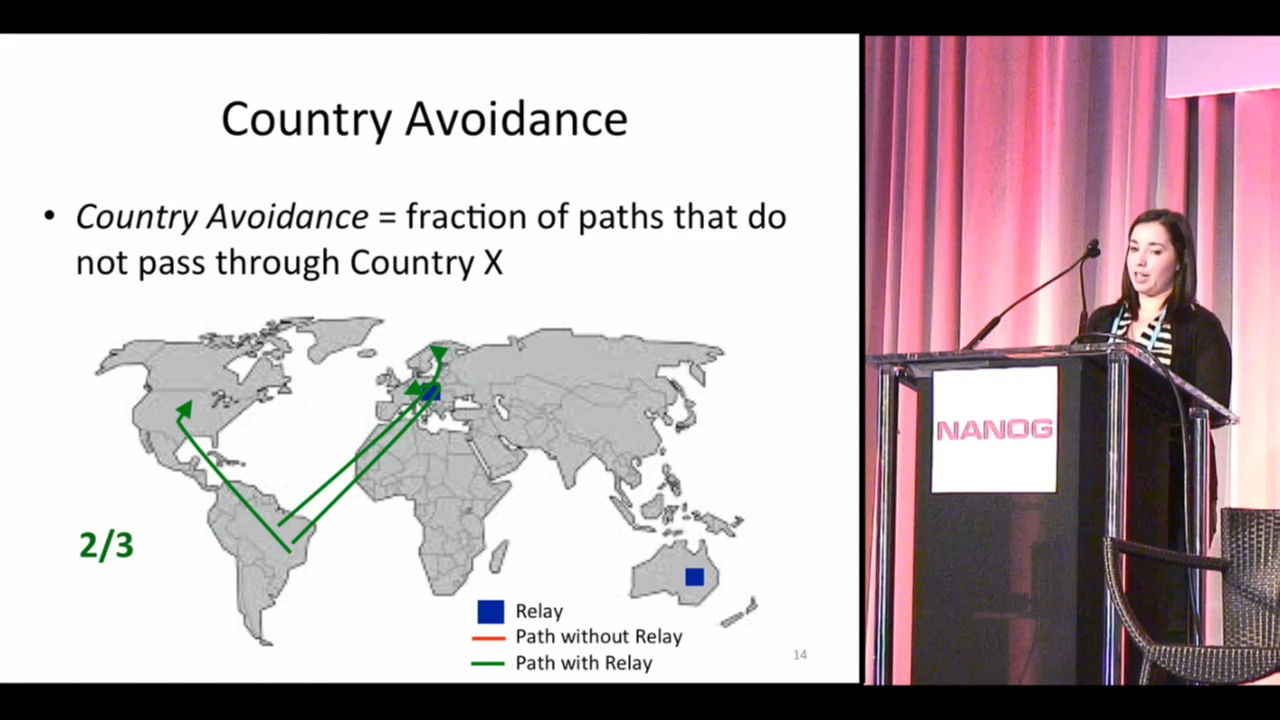 Country Avoidance
• Country Avoidance = fraction of paths that do
not pass through Country X
2/3
Relay
Path without Relay
Path with Relay
14
NANOG